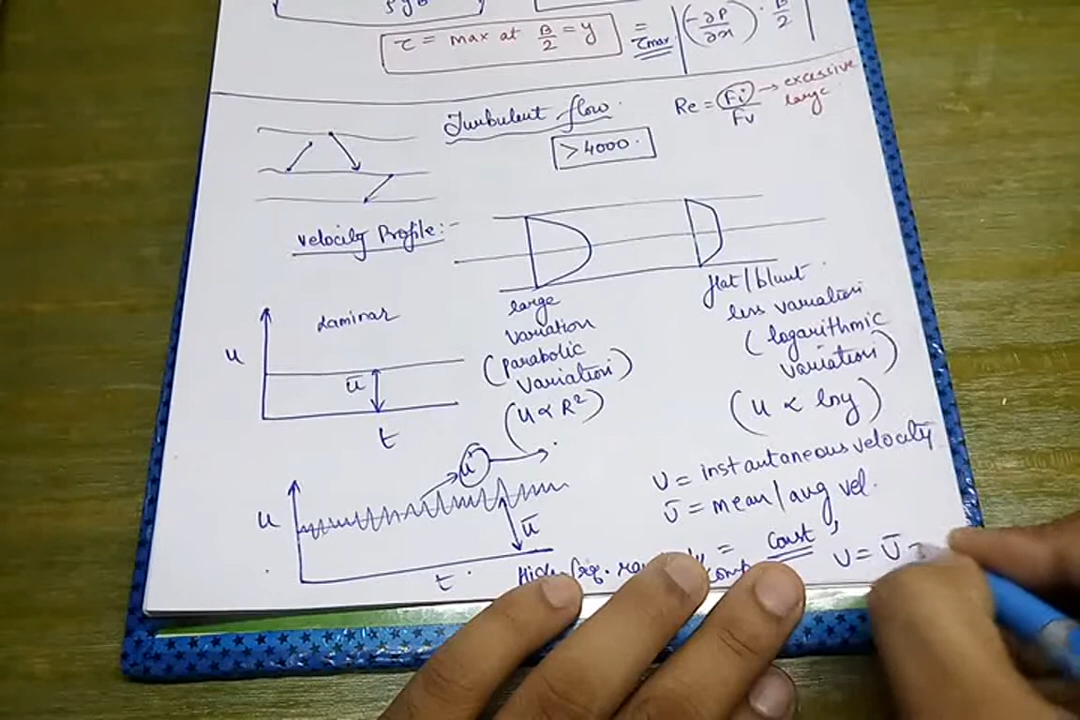 τ = max at B/2 = y = τmax |(-∂P/∂x) · B/2|
Turbulent flow.
Re = Fi/Fv → excessive large
> 4000.
Velocity Profile:-
Laminar
u
ū
t
large
variation
(parabolic
variation)
(u ∝ R²)
flat/blunt.
less variation
(logarithmic
variation)
(u ∝ lny)
u'
u
ū
t.
U = instantaneous velocity
Ū = mean/avg vel.
= const,
High freq.
U = Ū